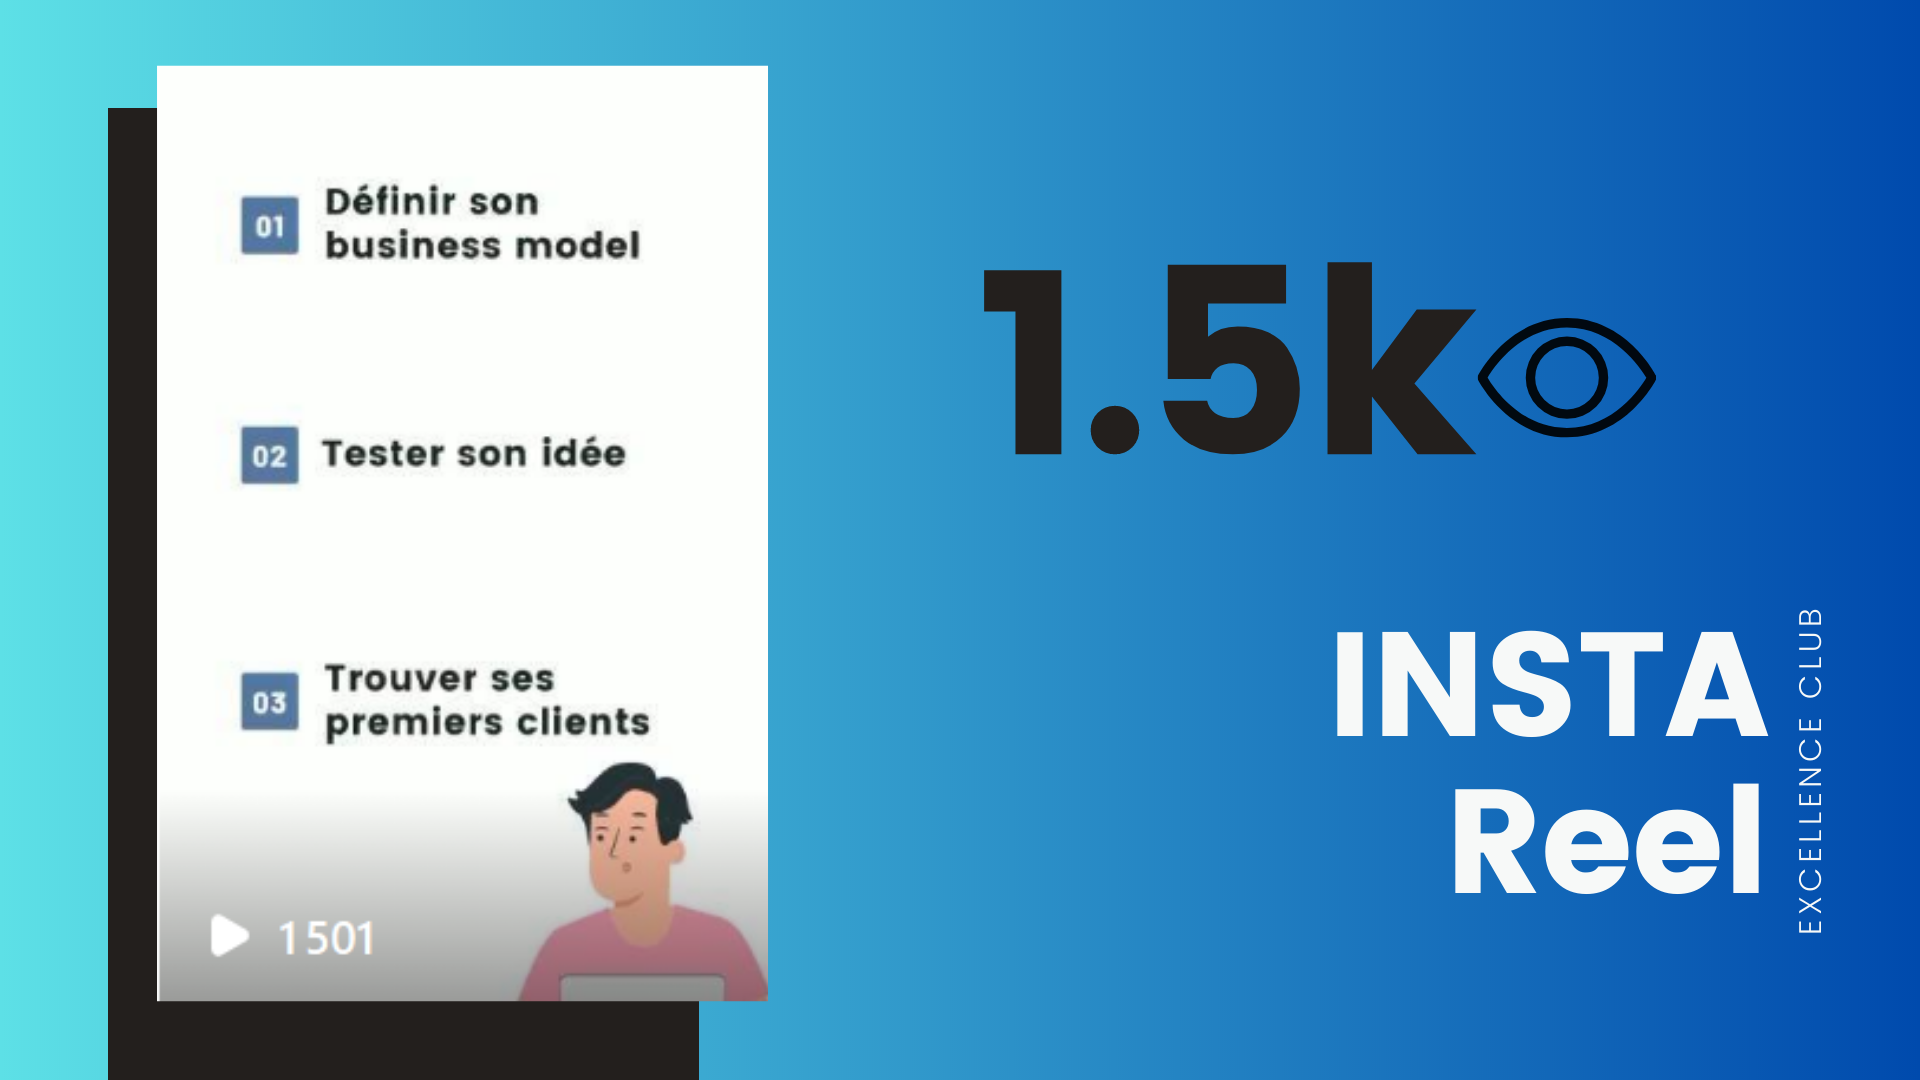 01
Définir son
business model
02
Tester son idée
03
Trouver ses
premiers clients
1501
1.5k
INSTA
Reel
EXCELLENCE CLUB